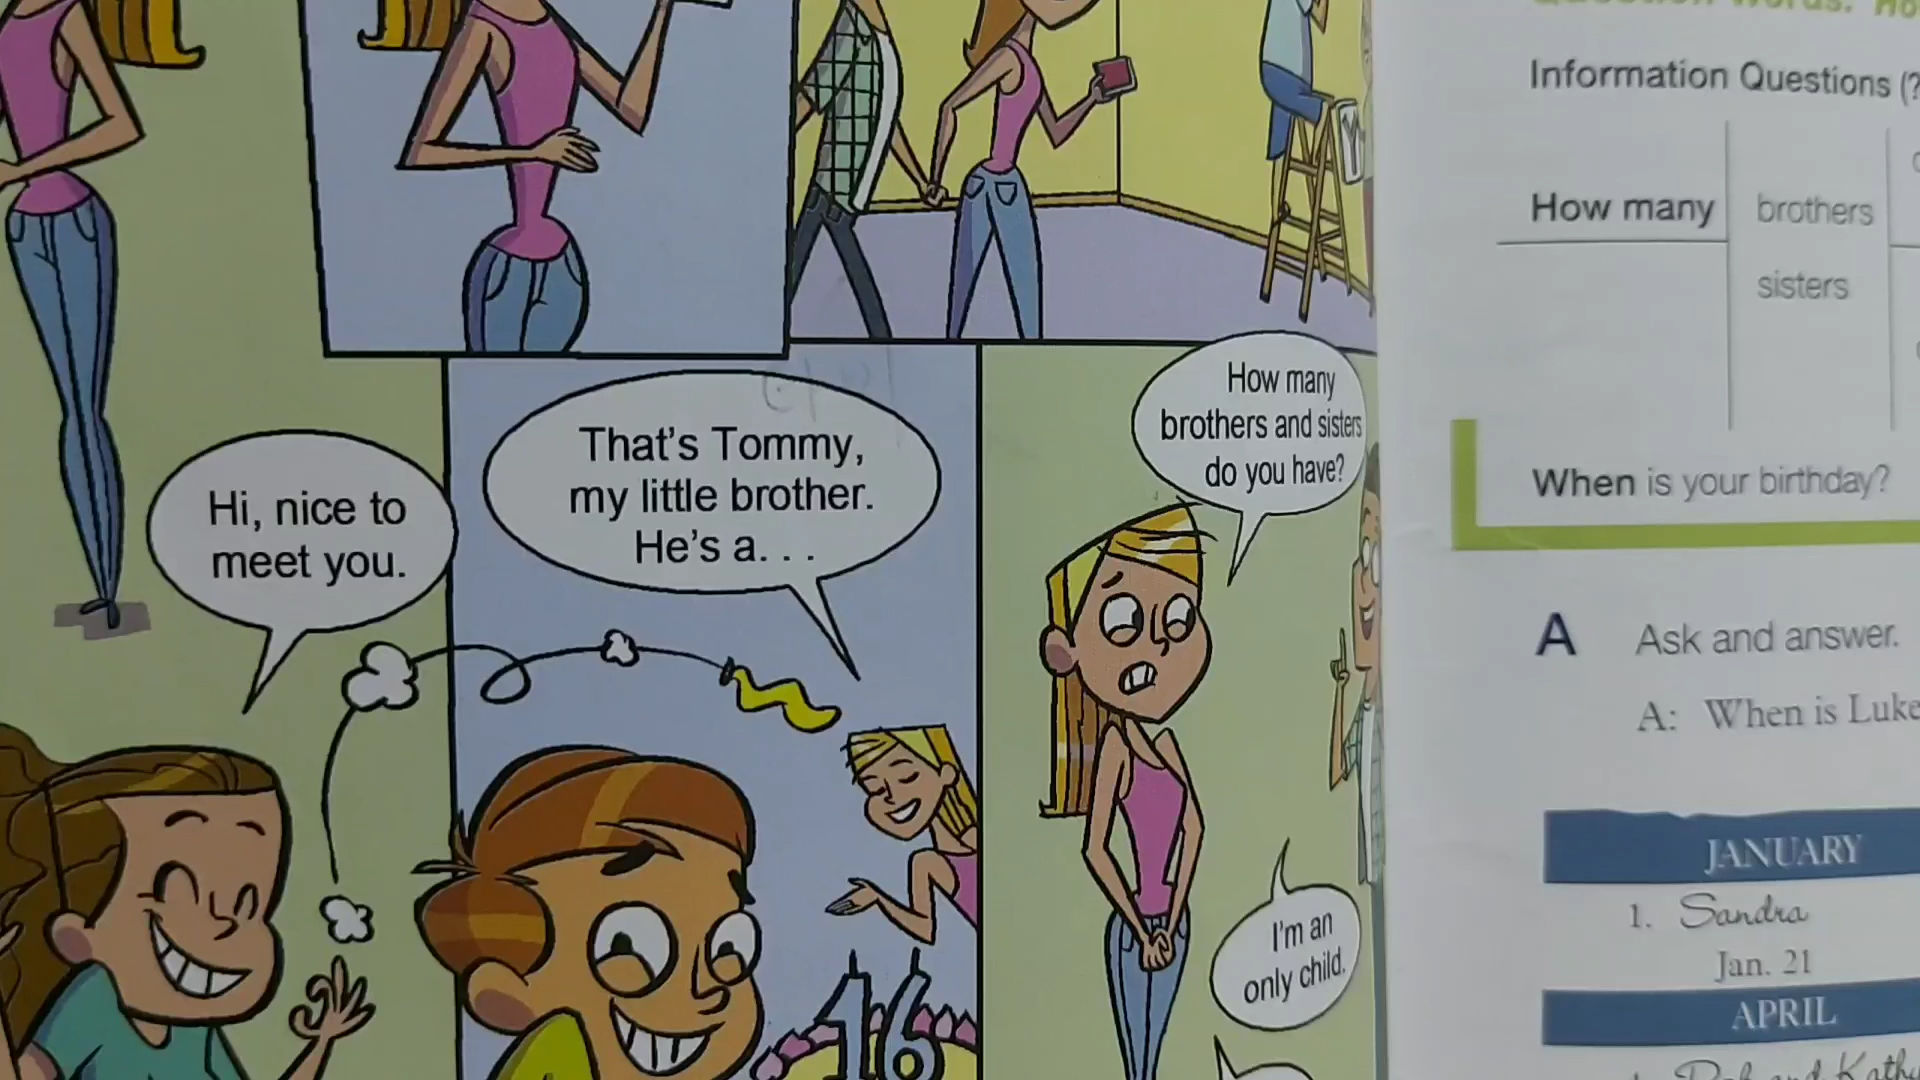 Hi, nice to
meet you.
That's Tommy,
my little brother.
He's a. . .
16
How many
brothers and sisters
do you have?
I'm an
only child.
Information Questions (?
How many
brothers
sisters
When is your birthday?
A Ask and answer.
A: When is Luke
JANUARY
1. Sandra
Jan. 21
APRIL